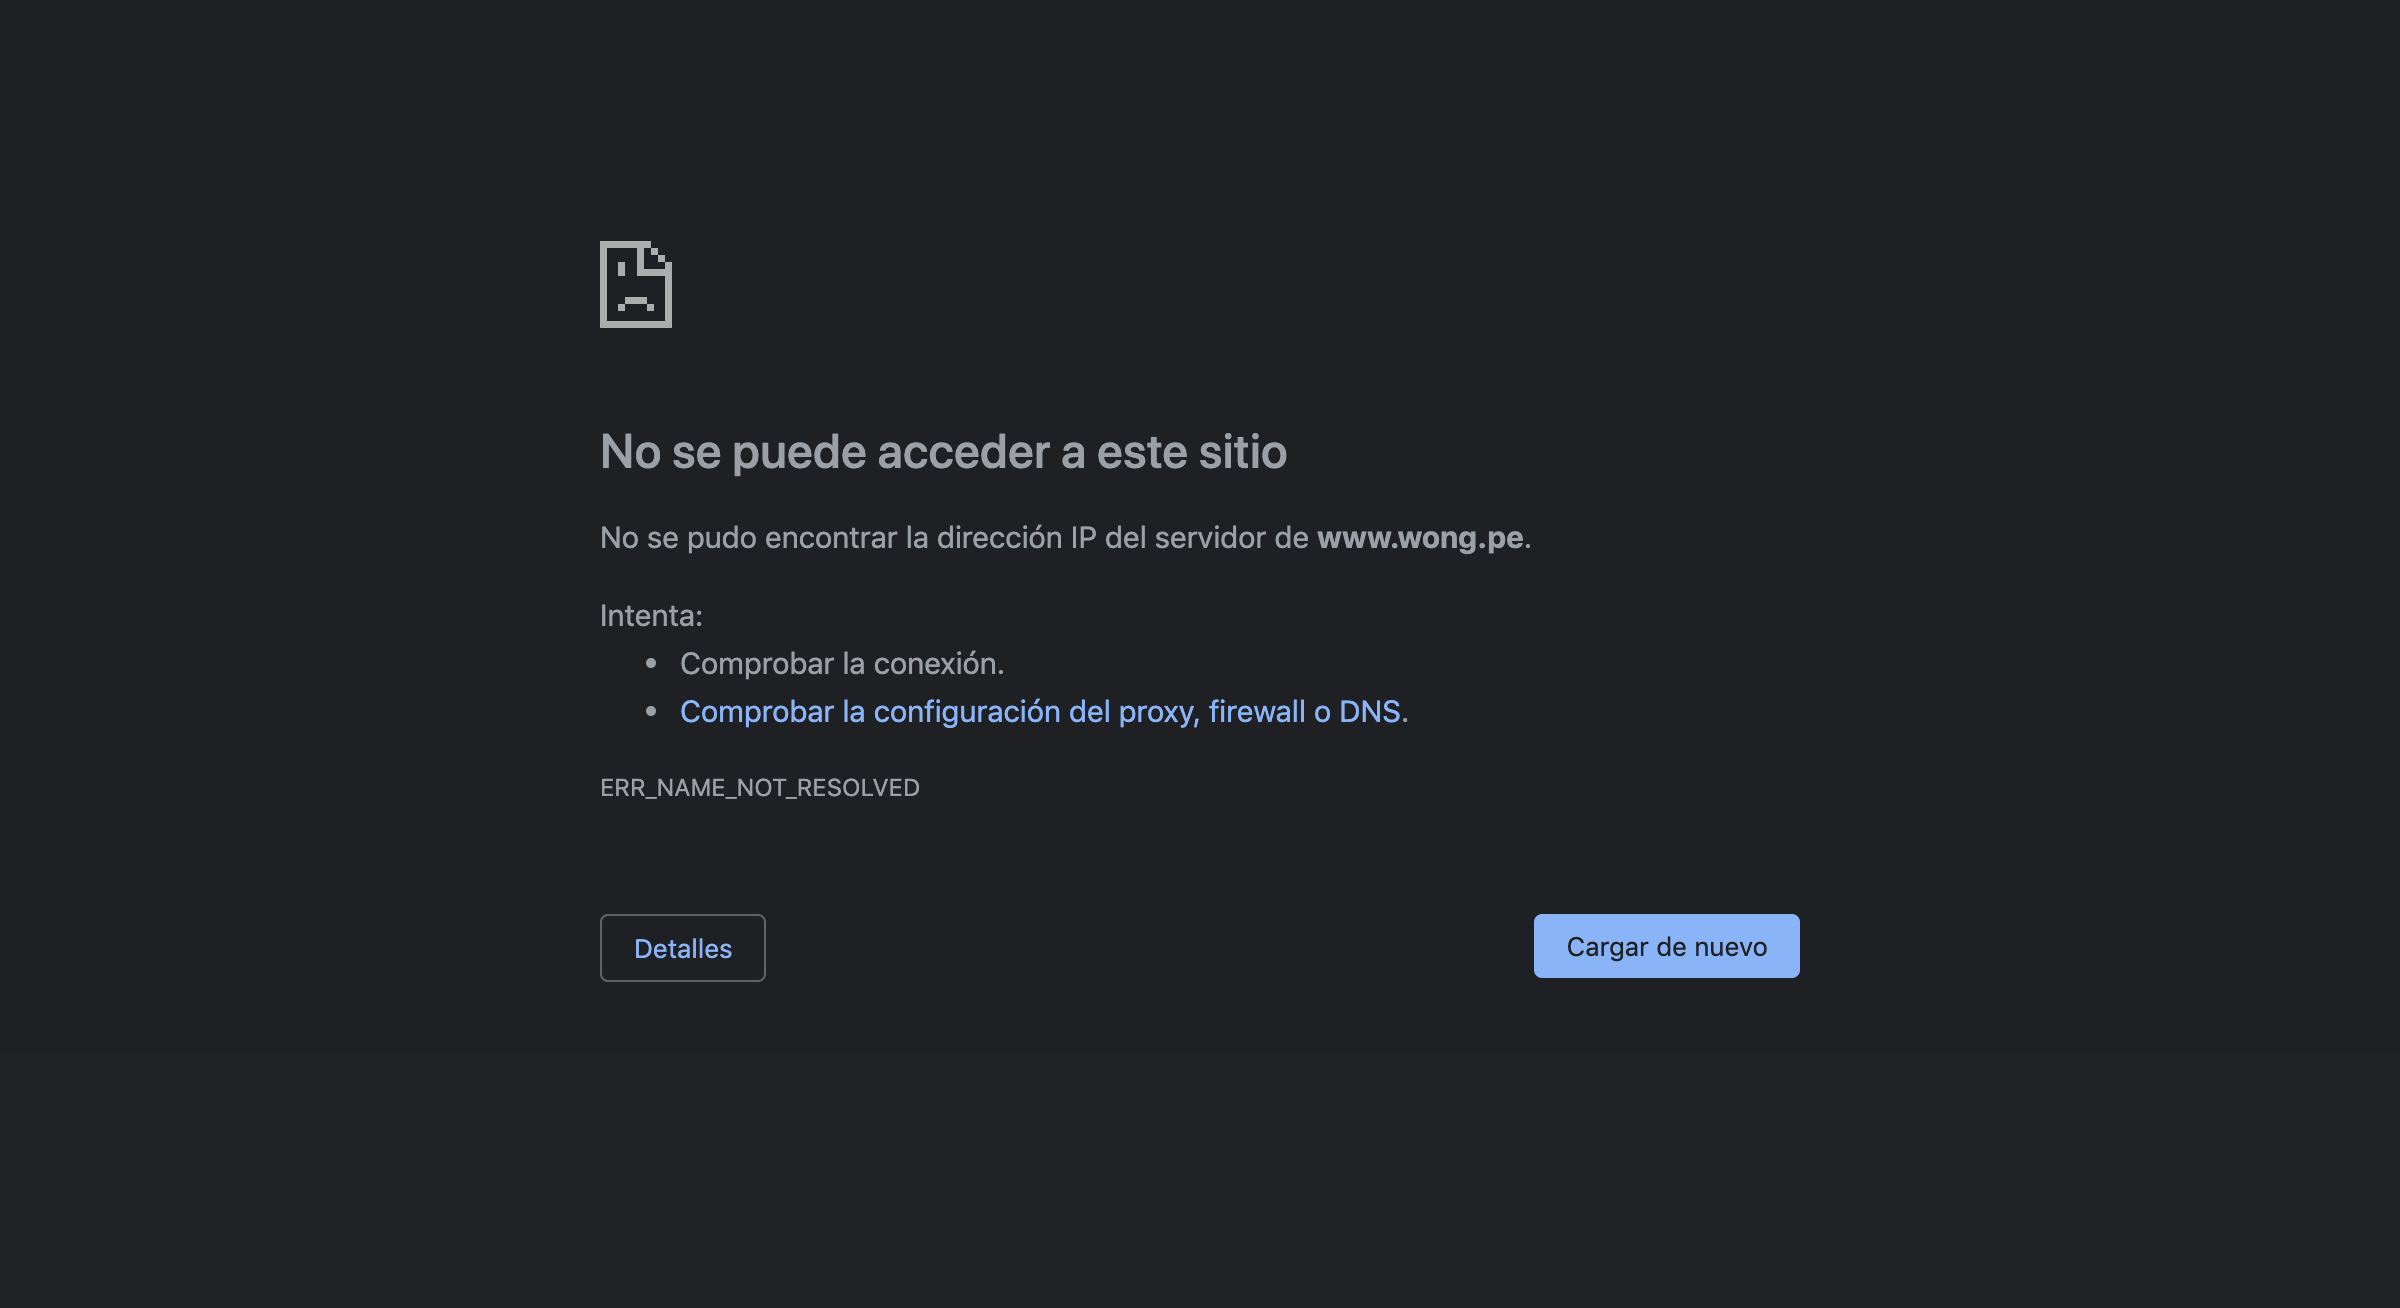 No se puede acceder a este sitio
No se pudo encontrar la dirección IP del servidor de www.wong.pe.
Intenta:
• Comprobar la conexión.
• Comprobar la configuración del proxy, firewall o DNS.
ERR_NAME_NOT_RESOLVED
Detalles
Cargar de nuevo